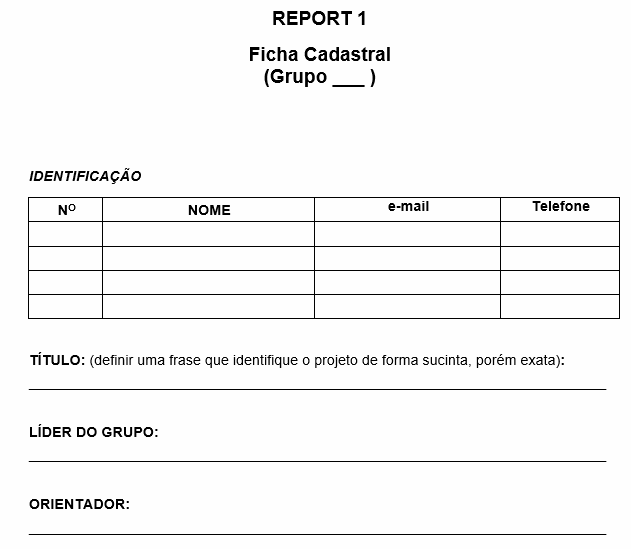 REPORT 1
Ficha Cadastral
(Grupo ___ )
IDENTIFICAÇÃO
Nº NOME e-mail Telefone
TÍTULO: (definir uma frase que identifique o projeto de forma sucinta, porém exata):
LÍDER DO GRUPO:
ORIENTADOR: